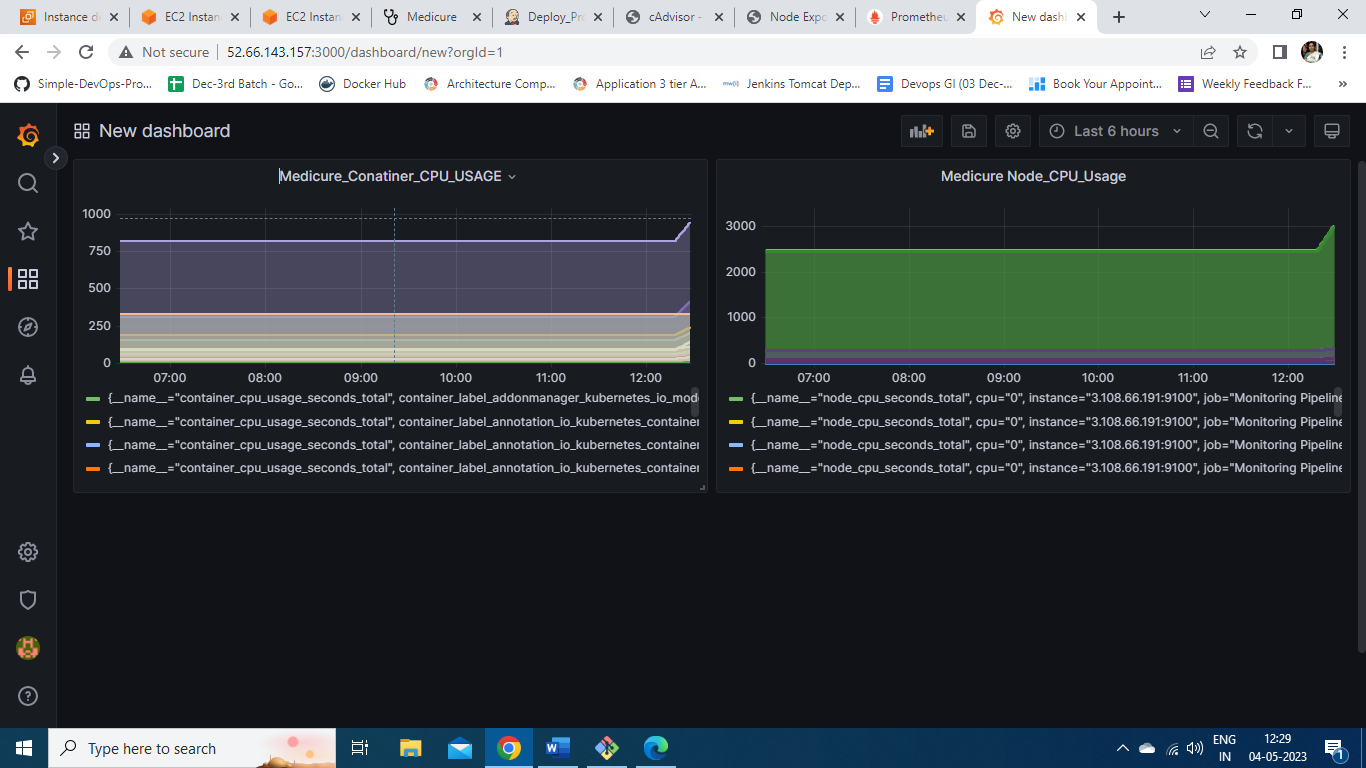 Instance de
EC2 Instan
EC2 Instan
Medicure
Deploy_Pro
cAdvisor -
Node Expo
Prometheu
New dashb
Not secure
52.66.143.157:3000/dashboard/new?orgId=1
Simple-DevOps-Pro...
Dec-3rd Batch - Go...
Docker Hub
Architecture Comp...
Application 3 tier A...
Jenkins Tomcat Dep...
Devops GI (03 Dec-...
Book Your Appoint...
Weekly Feedback F...
»
New dashboard
Last 6 hours
Medicure_Conatiner_CPU_USAGE
1000
750
500
250
0
07:00 08:00 09:00 10:00 11:00 12:00
{__name__="container_cpu_usage_seconds_total", container_label_addonmanager_kubernetes_io_mod
{__name__="container_cpu_usage_seconds_total", container_label_annotation_io_kubernetes_container
{__name__="container_cpu_usage_seconds_total", container_label_annotation_io_kubernetes_container
{__name__="container_cpu_usage_seconds_total", container_label_annotation_io_kubernetes_container
Medicure Node_CPU_Usage
3000
2000
1000
0
07:00 08:00 09:00 10:00 11:00 12:00
{__name__="node_cpu_seconds_total", cpu="0", instance="3.108.66.191:9100", job="Monitoring Pipeline
{__name__="node_cpu_seconds_total", cpu="0", instance="3.108.66.191:9100", job="Monitoring Pipeline
{__name__="node_cpu_seconds_total", cpu="0", instance="3.108.66.191:9100", job="Monitoring Pipeline
{__name__="node_cpu_seconds_total", cpu="0", instance="3.108.66.191:9100", job="Monitoring Pipeline
Type here to search
ENG
IN
12:29
04-05-2023
1